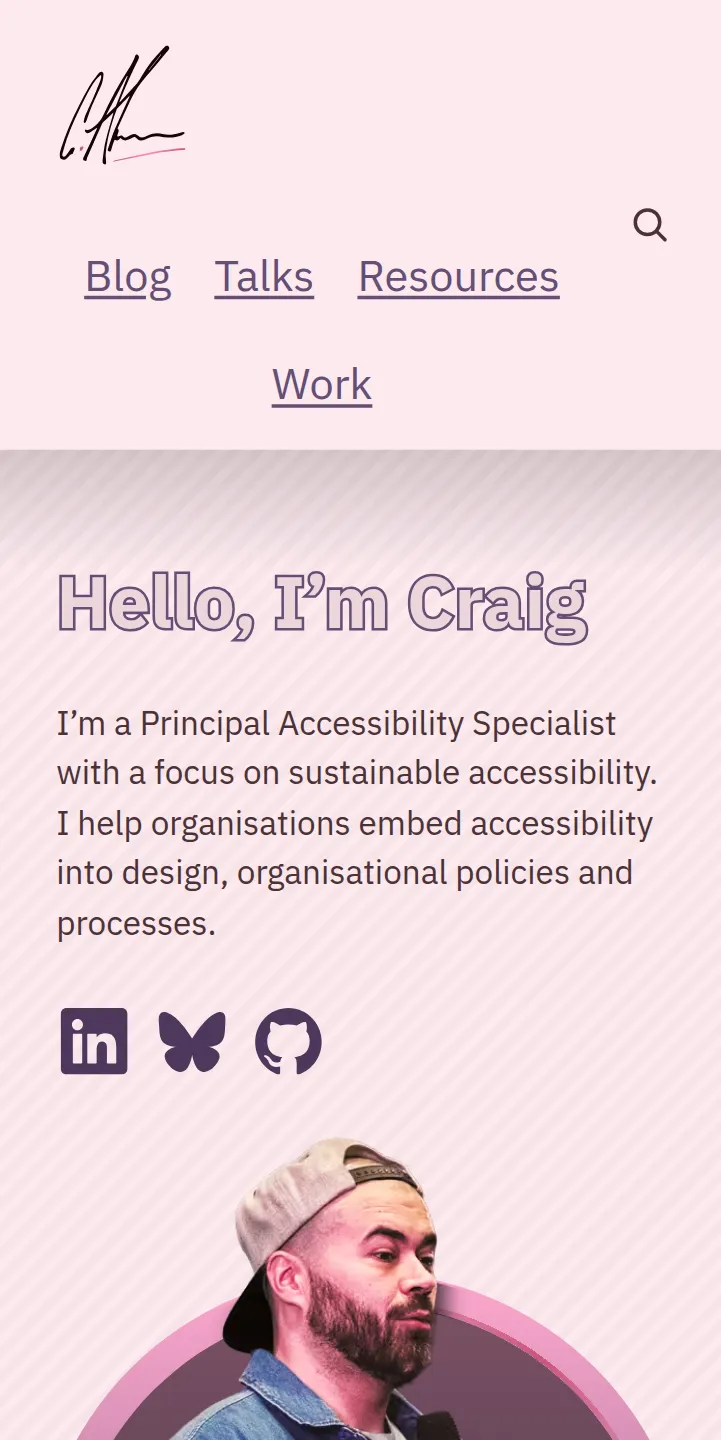 Blog Talks Resources
Work
Hello, I’m Craig
I’m a Principal Accessibility Specialist
with a focus on sustainable accessibility.
I help organisations embed accessibility
into design, organisational policies and
processes.
in